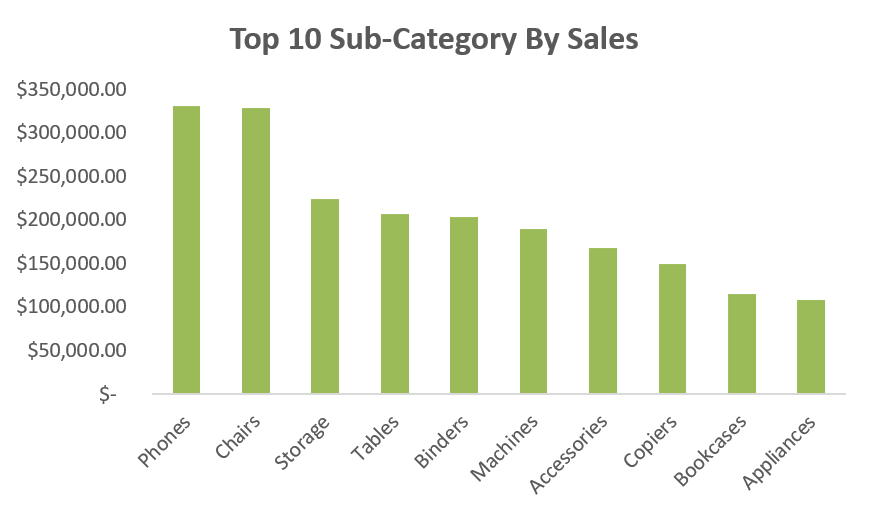 Top 10 Sub-Category By Sales
$350,000.00
$300,000.00
$250,000.00
$200,000.00
$150,000.00
$100,000.00
$50,000.00
$-
Phones
Chairs
Storage
Tables
Binders
Machines
Accessories
Copiers
Bookcases
Appliances